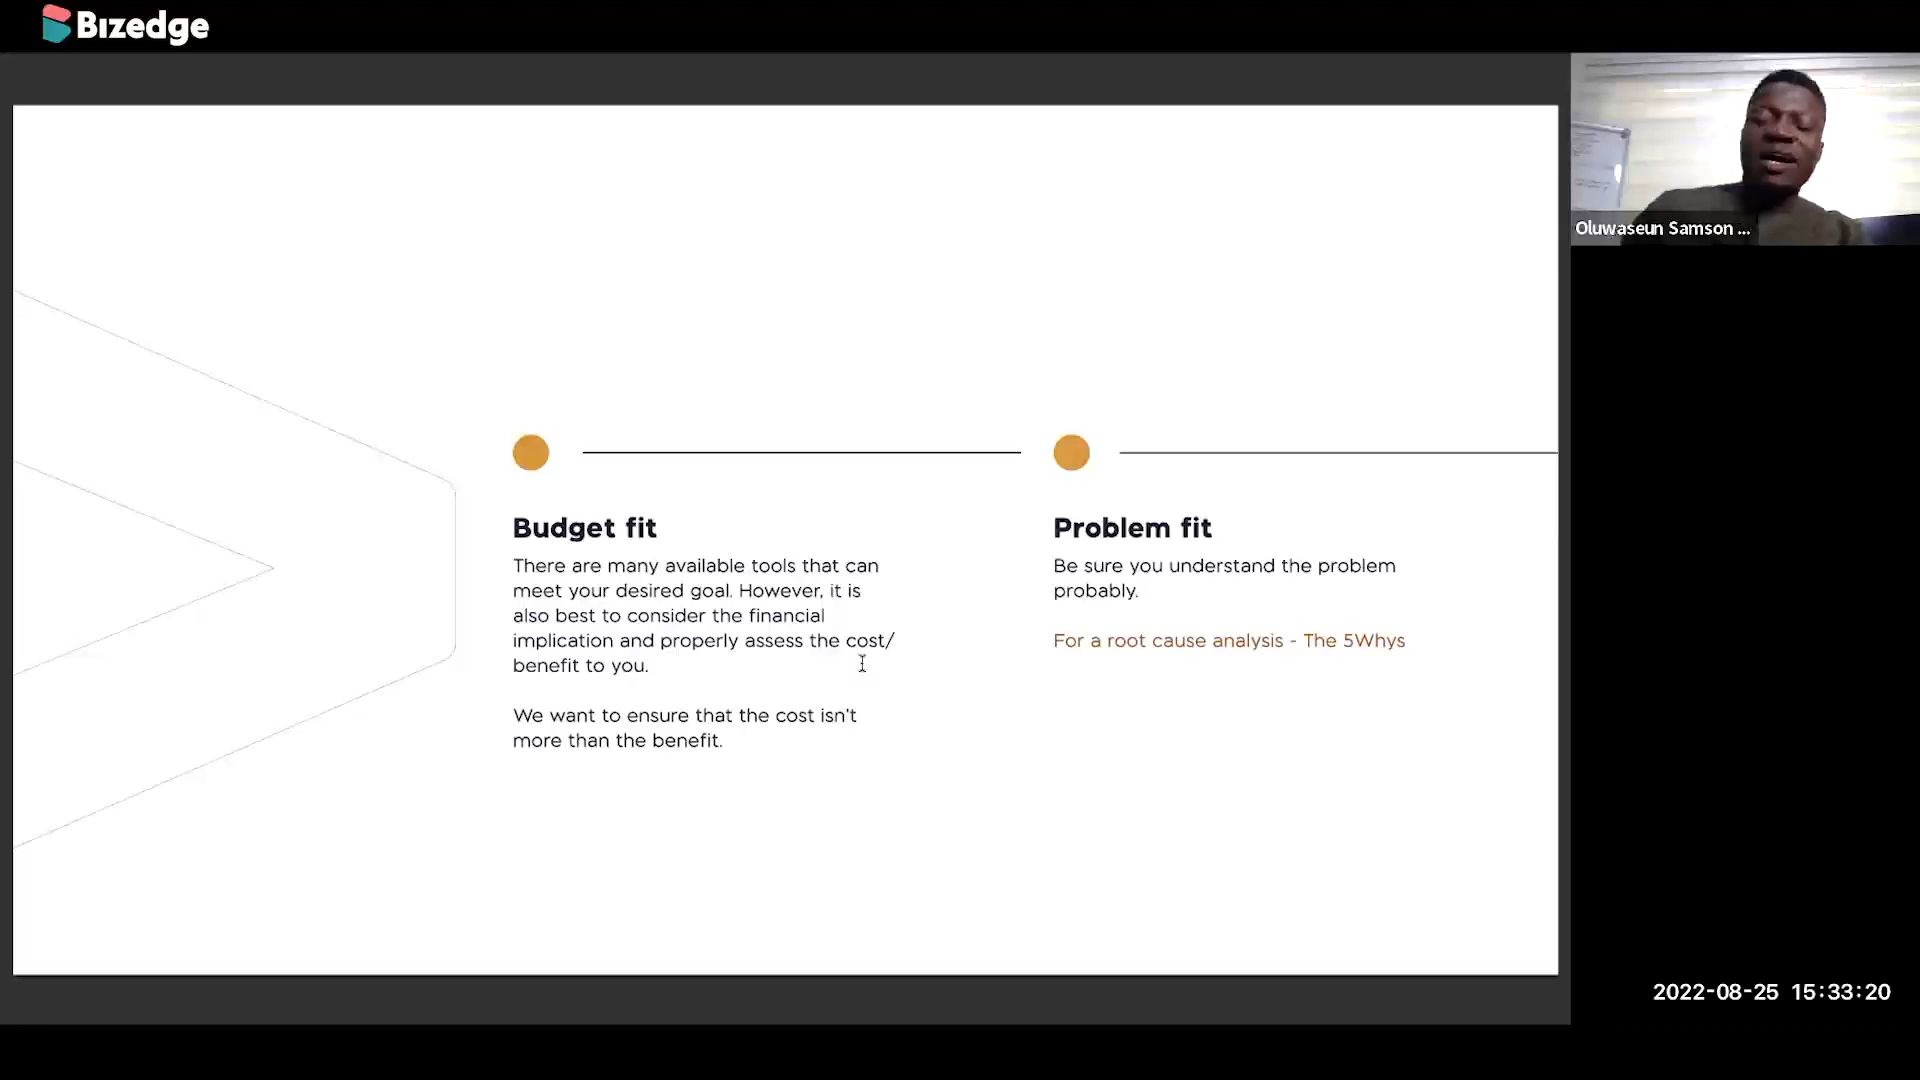 Bizedge
Oluwaseun Samson ...
Budget fit
There are many available tools that can
meet your desired goal. However, it is
also best to consider the financial
implication and properly assess the cost/
benefit to you.
We want to ensure that the cost isn't
more than the benefit.
Problem fit
Be sure you understand the problem
probably.
For a root cause analysis - The 5Whys
2022-08-25 15:33:20